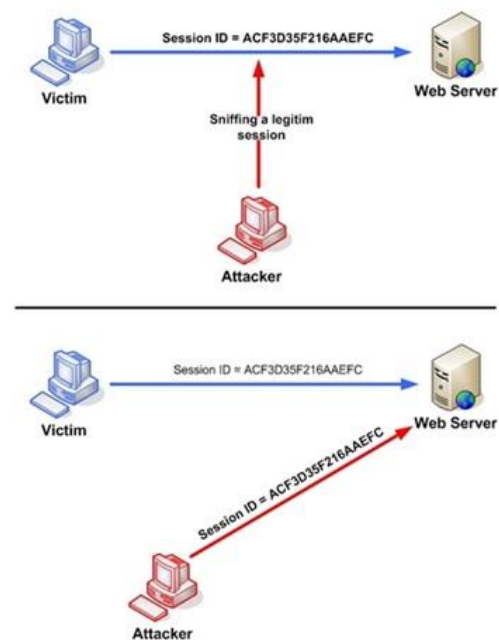 Session ID = ACF3D35F216AAEFC
Victim
Web Server
Sniffing a legitim
session
Attacker
Session ID = ACF3D35F216AAEFC
Victim
Web Server
Session ID = ACF3D35F216AAEFC
Attacker